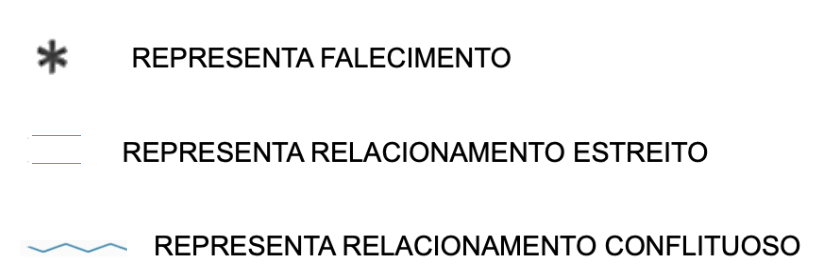 * REPRESENTA FALECIMENTO
REPRESENTA RELACIONAMENTO ESTREITO
REPRESENTA RELACIONAMENTO CONFLITUOSO